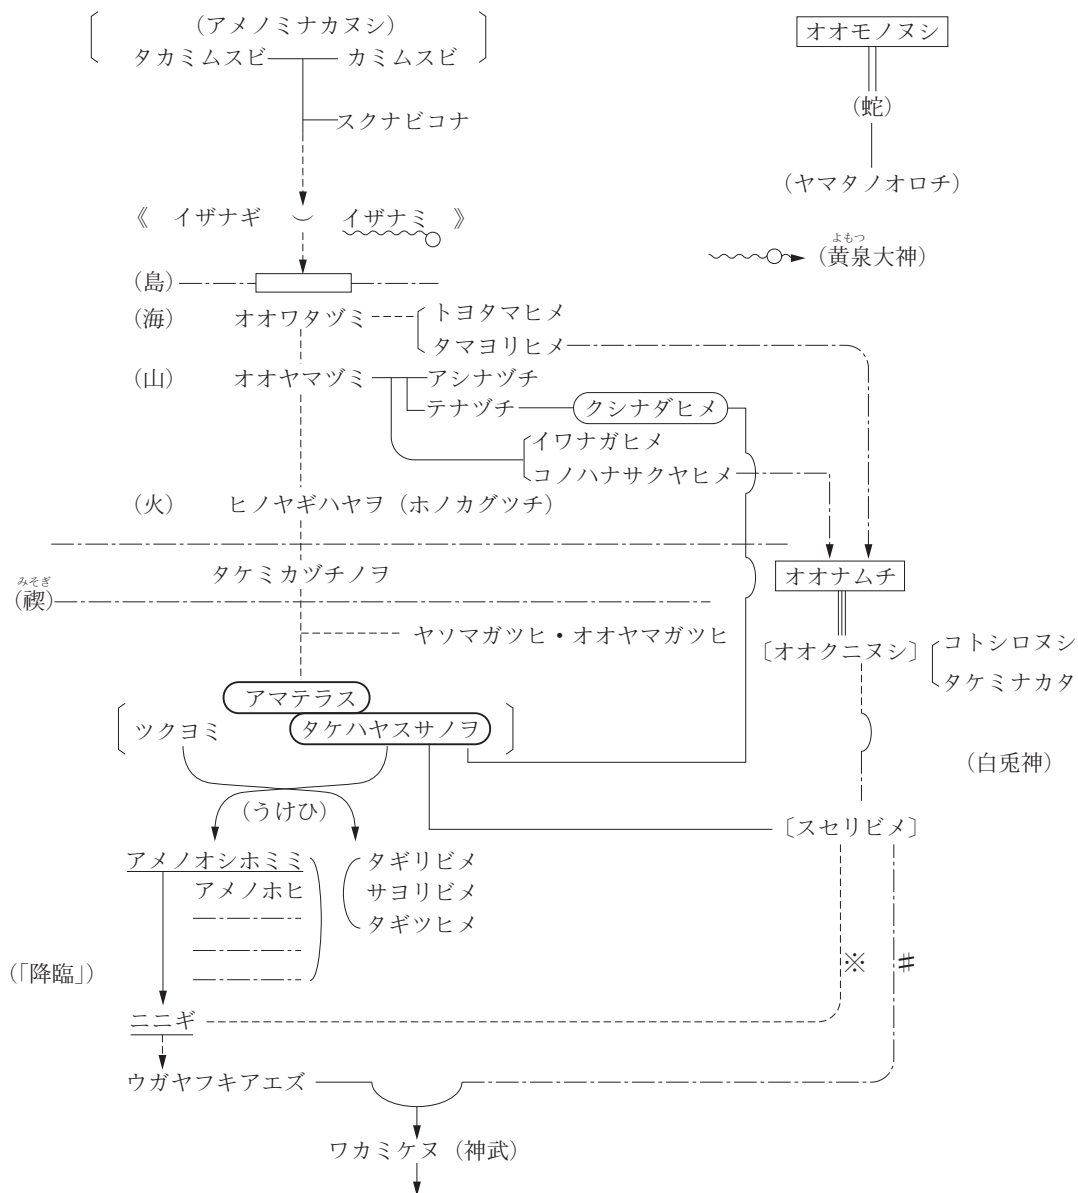 (アメノミナカヌシ)
タカミムスビ カミムスビ
スクナビコナ
オオモノヌシ
(蛇)
(ヤマタノオロチ)
《 イザナギ イザナミ 》
よもつ
(黄泉大神)
(島)
(海) オオワタヅミ トヨタマヒメ
タマヨリヒメ
(山) オオヤマヅミ アシナヅチ
テナヅチ クシナダヒメ
イワナガヒメ
コノハナサクヤヒメ
(火) ヒノヤギハヤヲ(ホノカグツチ)
タケミカヅチノヲ
オオナムチ
みそぎ
(禊)
ヤソマガツヒ・オオヤマガツヒ
〔オオクニヌシ〕 コトシロヌシ
タケミナカタ
アマテラス
ツクヨミ タケハヤスサノヲ
(白兎神)
(うけひ)
〔スセリビメ〕
アメノオシホミミ タギリビメ
アメノホヒ サヨリビメ
タギツヒメ
(「降臨」)
※ #
ニニギ
ウガヤフキアエズ
ワカミケヌ(神武)